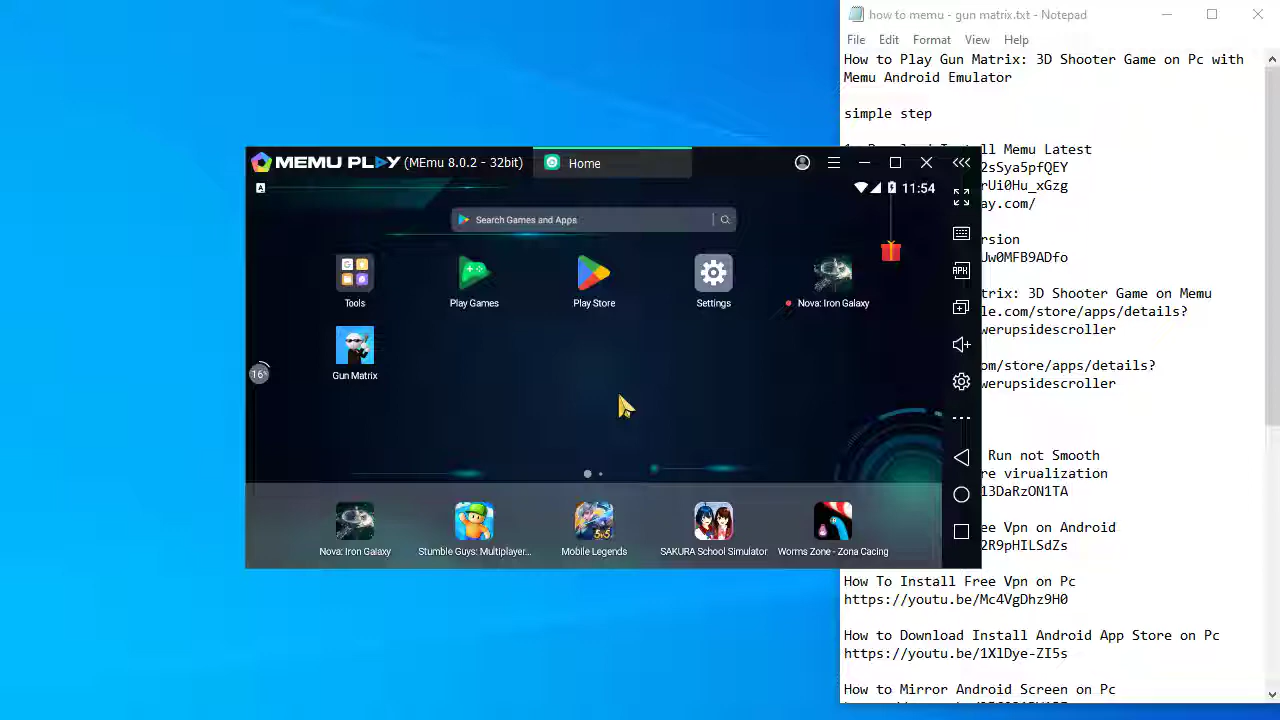 how to memu - gun matrix.txt - Notepad
File Edit Format View Help
How to Play Gun Matrix: 3D Shooter Game on Pc with
Memu Android Emulator
simple step
Memu Latest
2sSya5pfQEY
rUi0Hu_xGzg
ay.com/
rsion
Uw0MFB9ADfo
trix: 3D Shooter Game on Memu
le.com/store/apps/details?
werupsidescroller
om/store/apps/details?
werupsidescroller
Run not Smooth
re virualization
13DaRzON1TA
ee Vpn on Android
2R9pHILSdZs
How To Install Free Vpn on Pc
https://youtu.be/Mc4VgDhz9H0
How to Download Install Android App Store on Pc
https://youtu.be/1XlDye-ZI5s
How to Mirror Android Screen on Pc
MEMU PLAY (MEmu 8.0.2 - 32bit)
Home
A
11:54
Search Games and Apps
Tools
Play Games
Play Store
Settings
Nova: Iron Galaxy
Gun Matrix
16
APK
Nova: Iron Galaxy
Stumble Guys: Multiplayer...
Mobile Legends
SAKURA School Simulator
Worms Zone - Zona Cacing
5v5